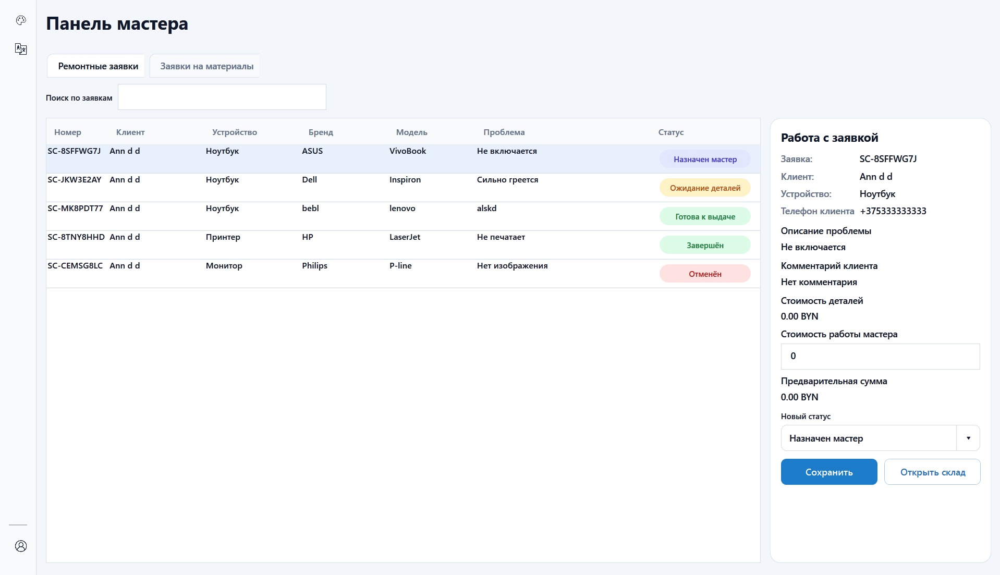 Панель мастера
Ремонтные заявки Заявки на материалы
Поиск по заявкам
Номер Клиент Устройство Бренд Модель Проблема Статус
SC-8SFFWG7J Ann d d Ноутбук ASUS VivoBook Не включается Назначен мастер
SC-JKW3E2AY Ann d d Ноутбук Dell Inspiron Сильно греется Ожидание деталей
SC-MK8PDT77 Ann d d Ноутбук bebl lenovo alskd Готова к выдаче
SC-8TNY8HHD Ann d d Принтер HP LaserJet Не печатает Завершён
SC-CEMSG8LC Ann d d Монитор Philips P-line Нет изображения Отменён
Работа с заявкой
Заявка: SC-8SFFWG7J
Клиент: Ann d d
Устройство: Ноутбук
Телефон клиента +375333333333
Описание проблемы
Не включается
Комментарий клиента
Нет комментария
Стоимость деталей
0.00 BYN
Стоимость работы мастера
0
Предварительная сумма
0.00 BYN
Новый статус
Назначен мастер
Сохранить Открыть склад